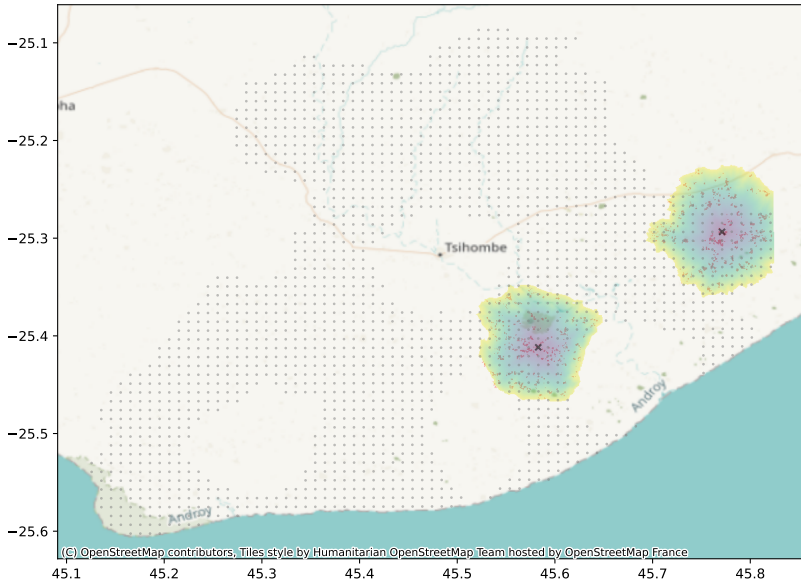 −25.1
ha
−25.2
−25.3
Tsihombe
−25.4
Androy
−25.5
Androy
−25.6
(C) OpenStreetMap contributors, Tiles style by Humanitarian OpenStreetMap Team hosted by OpenStreetMap France
45.1 45.2 45.3 45.4 45.5 45.6 45.7 45.8